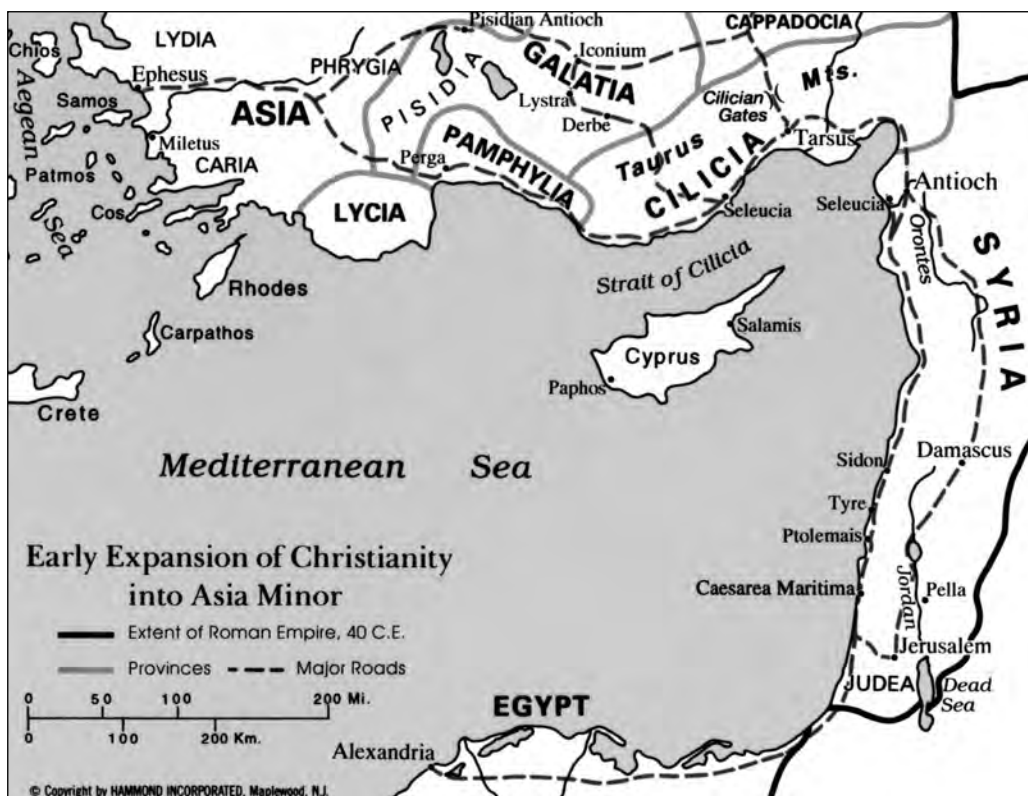 Pisidian Antioch
CAPPADOCIA
Chios
LYDIA
Iconium
PHRYGIA
Ephesus
GALATIA
Mts.
Aegean Sea
Samos
ASIA
PISIDIA
Lystra
Cilician
Gates
Derbe
Miletus
Tarsus
Taurus
Patmos
CARIA
Perga
PAMPHYLIA
CILICIA
Antioch
Cos
LYCIA
Seleucia
Seleucia
Orontes
SYRIA
Rhodes
Strait of Cilicia
Carpathos
Salamis
Cyprus
Paphos
Crete
Mediterranean Sea
Sidon
Damascus
Tyre
Ptolemais
Early Expansion of Christianity
into Asia Minor
Caesarea Maritima
Pella
Jordan
Extent of Roman Empire, 40 C.E.
Provinces
Major Roads
Jerusalem
JUDEA
Dead
Sea
0 50 100 200 Mi.
0 100 200 Km.
EGYPT
Alexandria
© Copyright by HAMMOND INCORPORATED, Maplewood, N.J.